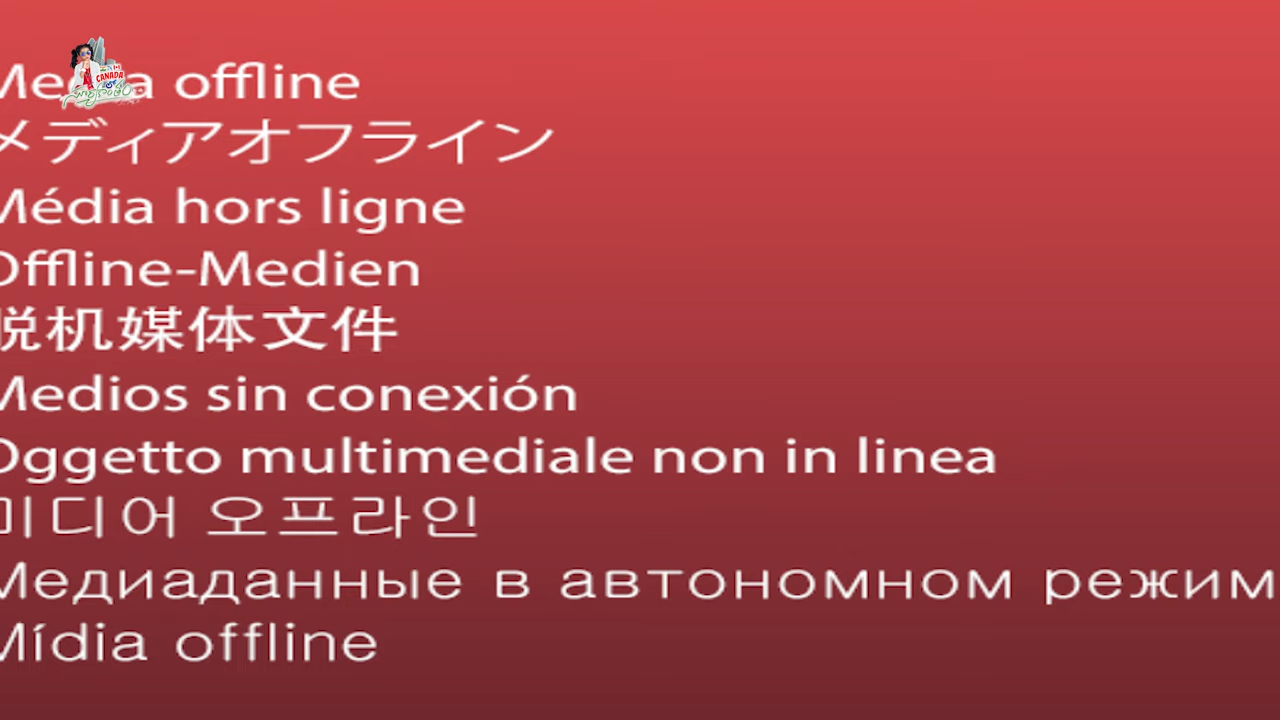 Media offline
CANADA
メディアオフライン
Média hors ligne
Offline-Medien
脱机媒体文件
Medios sin conexión
Oggetto multimediale non in linea
미디어 오프라인
Медиаданные в автономном режим
Mídia offline